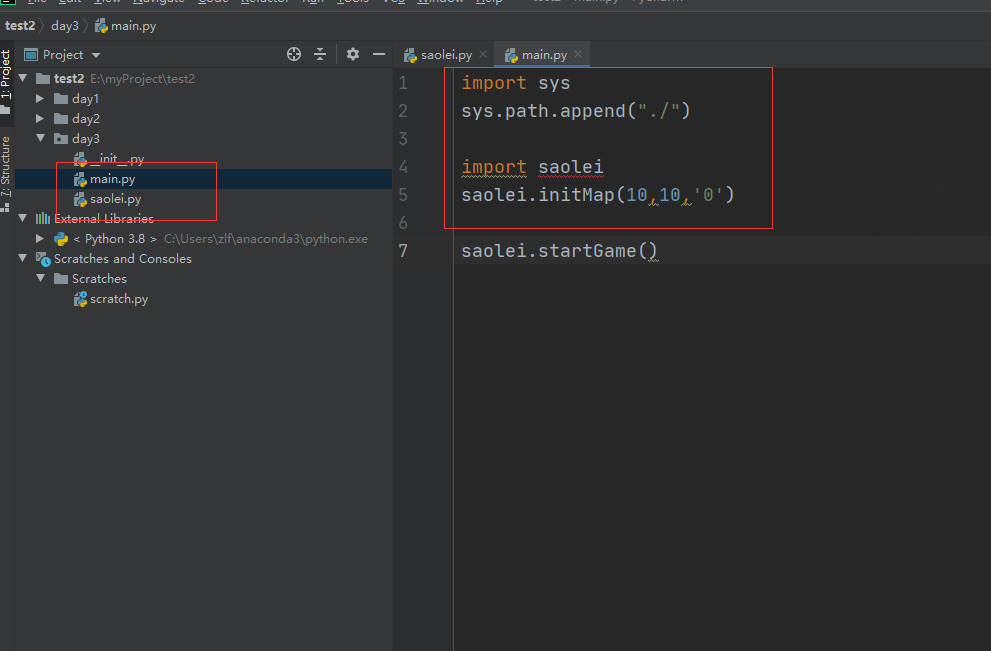 test2 day3 main.py
1: Project
7: Structure
Project
saolei.py main.py
test2 E:\myProject\test2
day1
day2
day3
__init__.py
main.py
saolei.py
External Libraries
< Python 3.8 > C:\Users\zlf\anaconda3\python.exe
Scratches and Consoles
Scratches
scratch.py
1 import sys
2 sys.path.append("./")
3
4 import saolei
5 saolei.initMap(10,10,'0')
6
7 saolei.startGame()